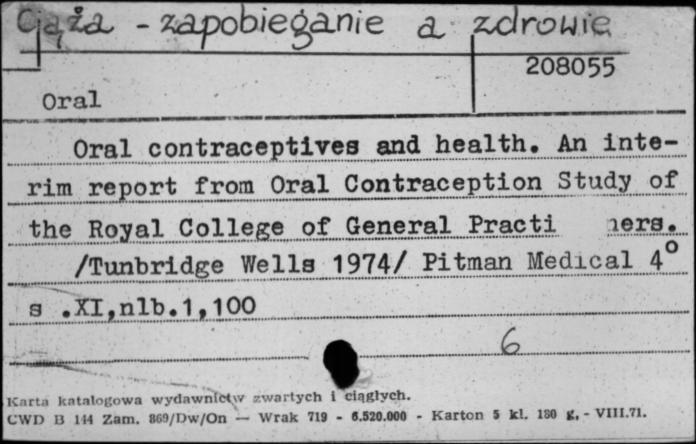 Ciąża - zapobieganie a zdrowie
208055
Oral
Oral contraceptives and health. An inte-
rim report from Oral Contraception Study of
the Royal College of General Practi ners.
/Tunbridge Wells 1974/ Pitman Medical 4°
s .XI,nlb.1,100
6
Karta katalogowa wydawnictw zwartych i ciągłych.
CWD B 144 Zam. 869/Dw/On — Wrak 719 - 6.520.000 - Karton 5 kl. 180 g, - VIII.71.